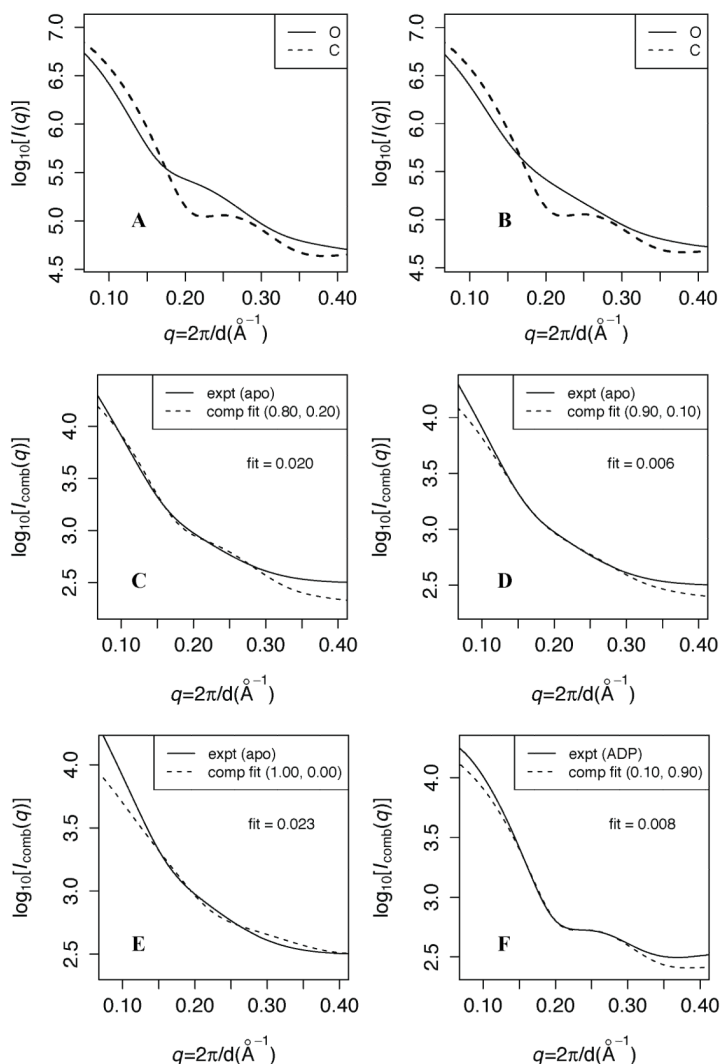 O
C
7.0
6.5
6.0
5.5
5.0
4.5
log10[I(q)]
A
0.10 0.20 0.30 0.40
q=2π/d(Å−1)
O
C
7.0
6.5
6.0
5.5
5.0
4.5
log10[I(q)]
B
0.10 0.20 0.30 0.40
q=2π/d(Å−1)
expt (apo)
comp fit (0.80, 0.20)
fit = 0.020
4.0
3.5
3.0
2.5
log10[Icomb(q)]
C
0.10 0.20 0.30 0.40
q=2π/d(Å−1)
expt (apo)
comp fit (0.90, 0.10)
fit = 0.006
4.0
3.5
3.0
2.5
log10[Icomb(q)]
D
0.10 0.20 0.30 0.40
q=2π/d(Å−1)
expt (apo)
comp fit (1.00, 0.00)
fit = 0.023
4.0
3.5
3.0
2.5
log10[Icomb(q)]
E
0.10 0.20 0.30 0.40
q=2π/d(Å−1)
expt (ADP)
comp fit (0.10, 0.90)
fit = 0.008
4.0
3.5
3.0
2.5
log10[Icomb(q)]
F
0.10 0.20 0.30 0.40
q=2π/d(Å−1)